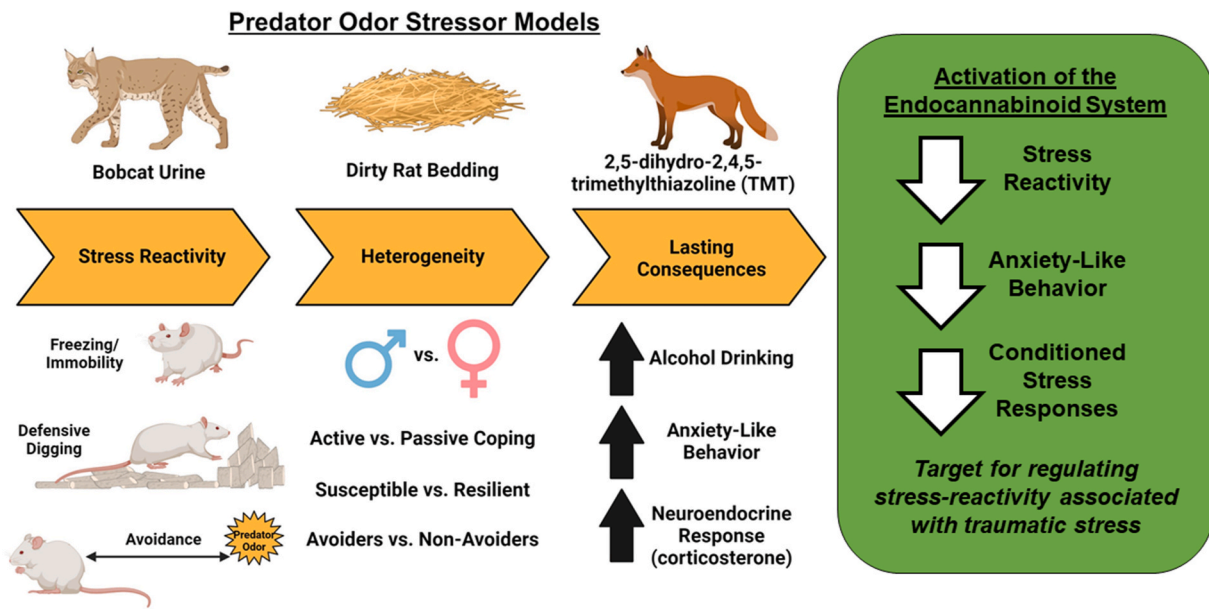 Predator Odor Stressor Models
Bobcat Urine
Dirty Rat Bedding
2,5-dihydro-2,4,5-
trimethylthiazoline (TMT)
Stress Reactivity
Heterogeneity
Lasting
Consequences
Freezing/
Immobility
Defensive
Digging
Avoidance
Predator
Odor
vs.
Active vs. Passive Coping
Susceptible vs. Resilient
Avoiders vs. Non-Avoiders
Alcohol Drinking
Anxiety-Like
Behavior
Neuroendocrine
Response
(corticosterone)
Activation of the
Endocannabinoid System
Stress
Reactivity
Anxiety-Like
Behavior
Conditioned
Stress
Responses
Target for regulating
stress-reactivity associated
with traumatic stress